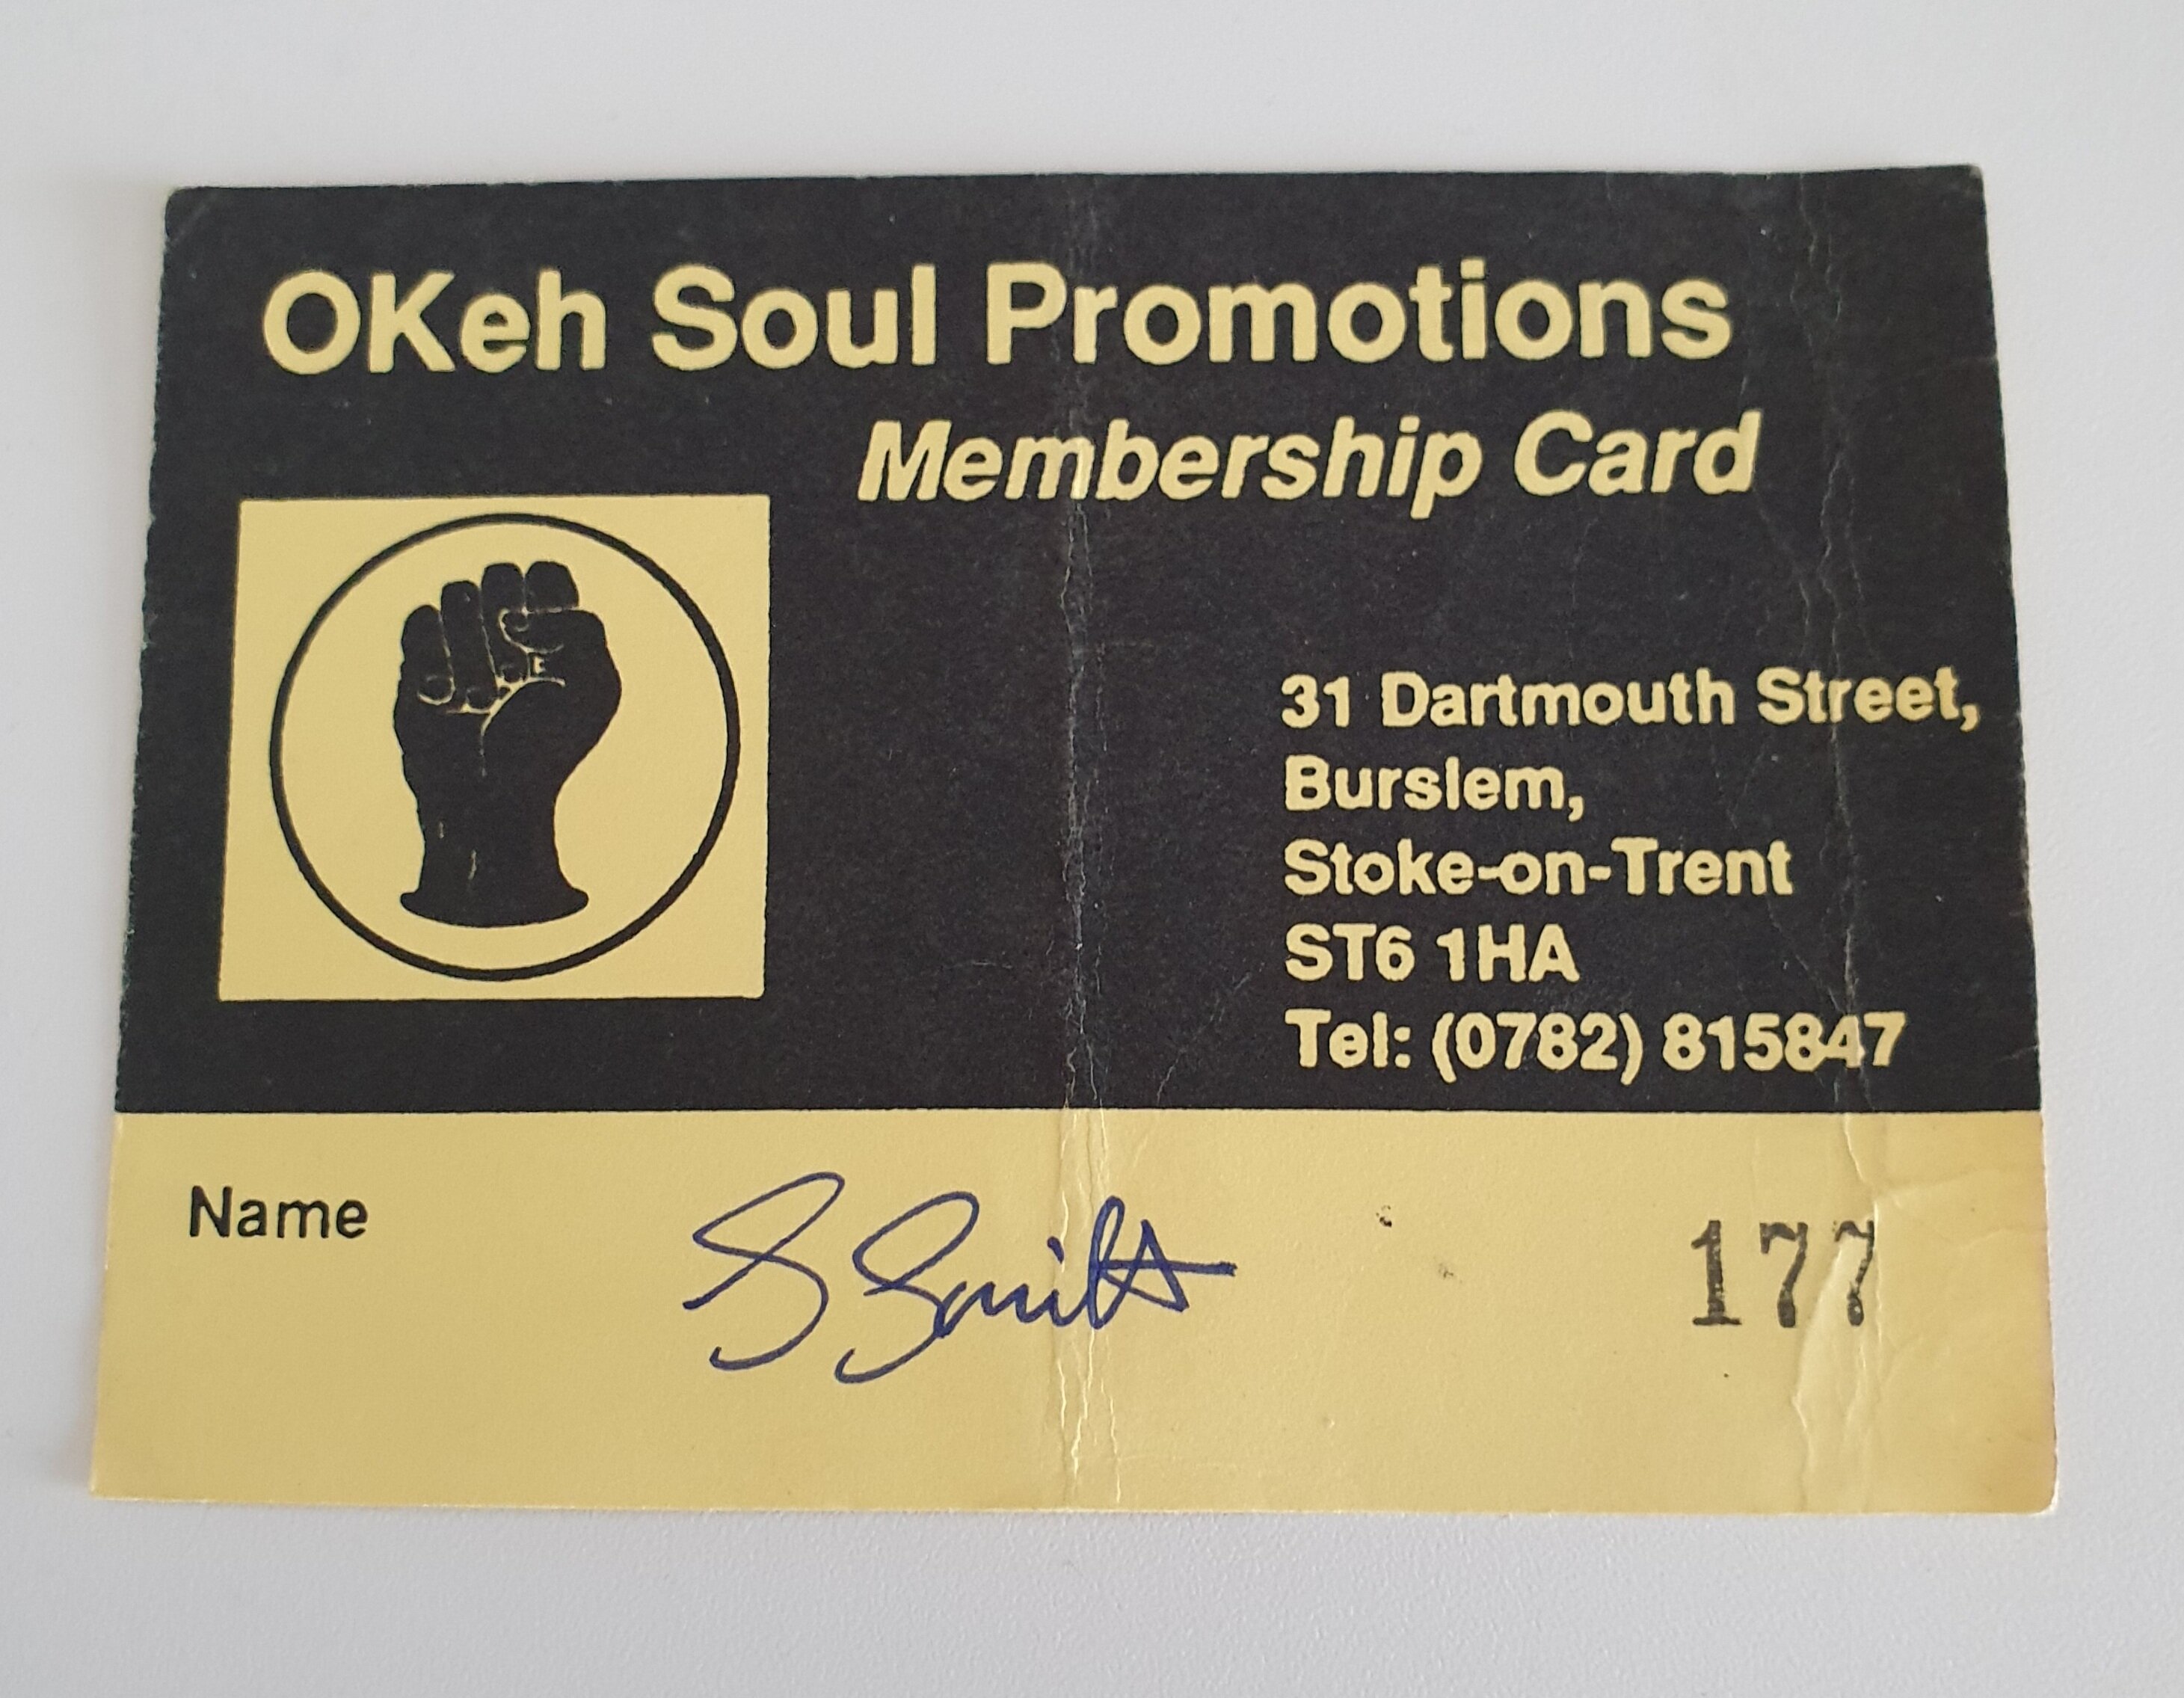 OKeh Soul Promotions
Membership Card
31 Dartmouth Street,
Burslem,
Stoke-on-Trent
ST6 1HA
Tel: (0782) 815847
Name S Smith 177